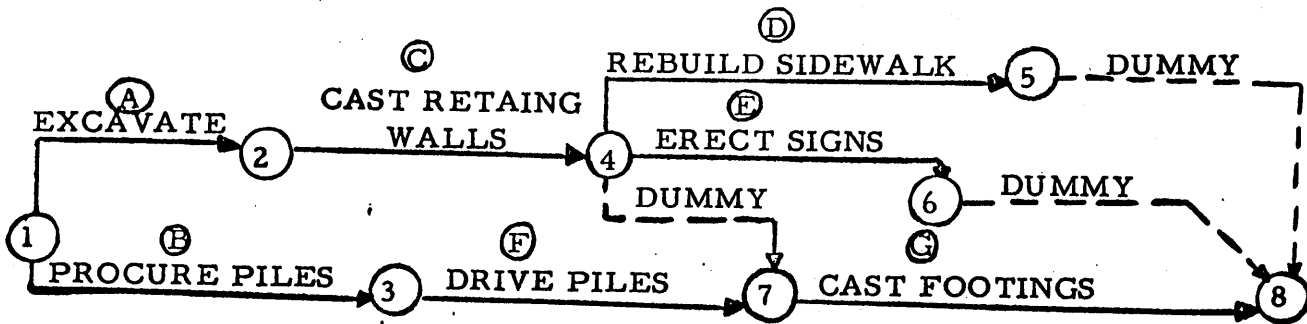 D
REBUILD SIDEWALK
5
DUMMY
C
CAST RETAING
WALLS
A
EXCAVATE
2
4
E
ERECT SIGNS
DUMMY
6
DUMMY
1
B
PROCURE PILES
3
F
DRIVE PILES
7
G
CAST FOOTINGS
8